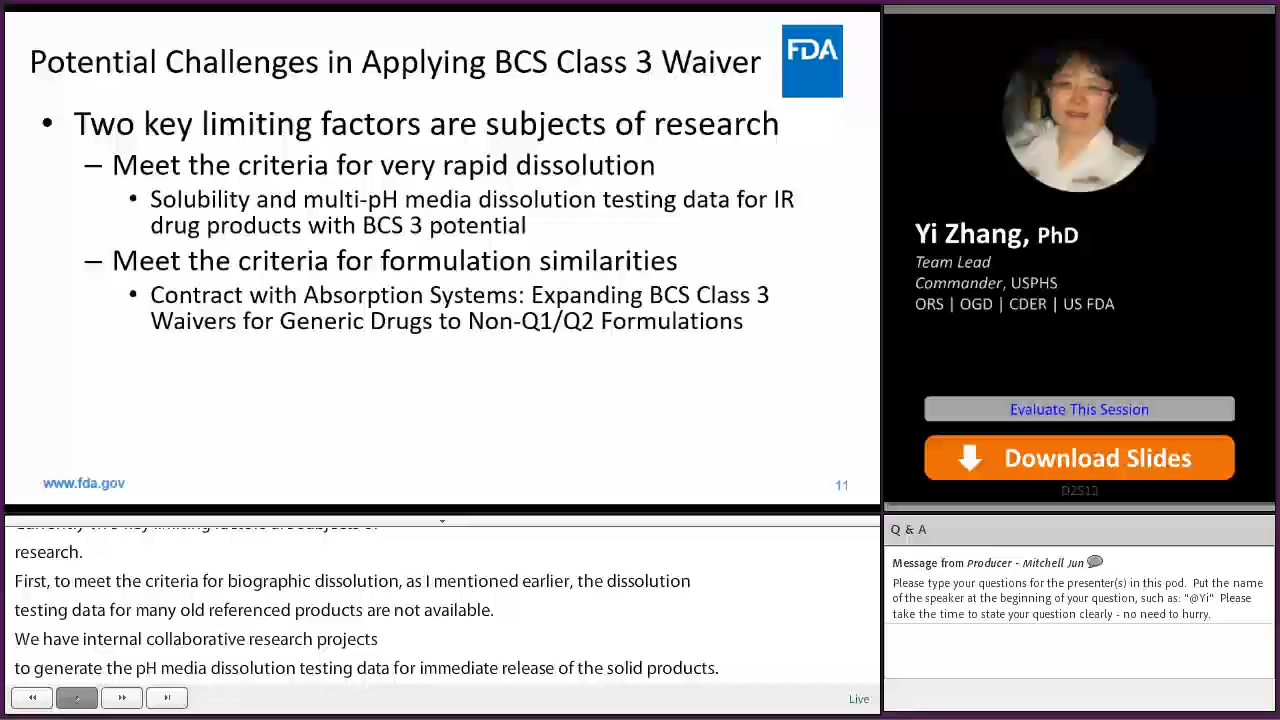 Potential Challenges in Applying BCS Class 3 Waiver
FDA
• Two key limiting factors are subjects of research
– Meet the criteria for very rapid dissolution
• Solubility and multi-pH media dissolution testing data for IR
drug products with BCS 3 potential
– Meet the criteria for formulation similarities
• Contract with Absorption Systems: Expanding BCS Class 3
Waivers for Generic Drugs to Non-Q1/Q2 Formulations
www.fda.gov
11
Yi Zhang, PhD
Team Lead
Commander, USPHS
ORS | OGD | CDER | US FDA
Evaluate This Session
Download Slides
D2S12
Currently two key limiting factors are subjects of
research.
First, to meet the criteria for biographic dissolution, as I mentioned earlier, the dissolution
testing data for many old referenced products are not available.
We have internal collaborative research projects
to generate the pH media dissolution testing data for immediate release of the solid products.
Live
Q & A
Message from Producer - Mitchell Jun
Please type your questions for the presenter(s) in this pod. Put the name
of the speaker at the beginning of your question, such as: "@Yi" Please
take the time to state your question clearly - no need to hurry.